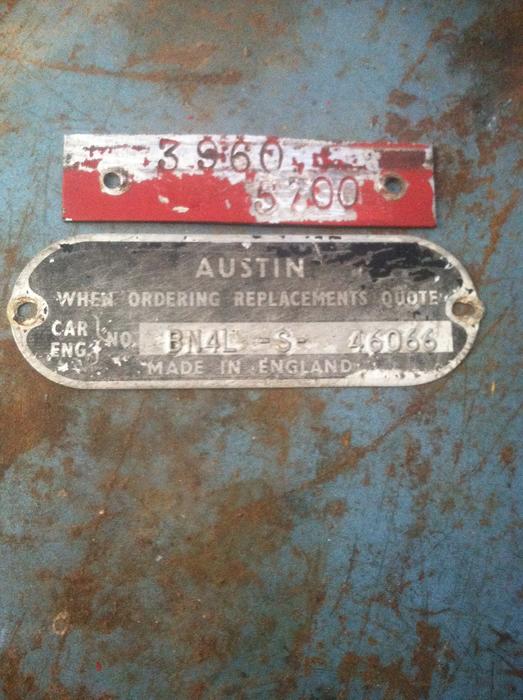 3960
5700
AUSTIN
WHEN ORDERING REPLACEMENTS QUOTE
CAR
ENG. NO. BN4L -S- 46066
MADE IN ENGLAND